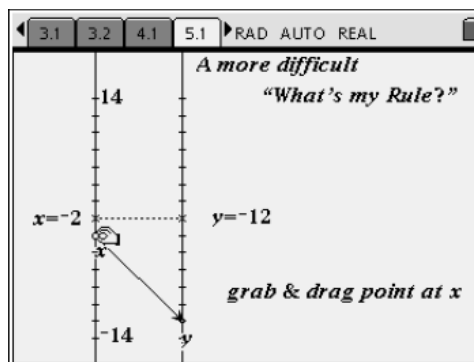 3.1 3.2 4.1 5.1 RAD AUTO REAL
A more difficult
14 “What's my Rule?”
x=⁻2 y=⁻12
x
grab & drag point at x
⁻14 y